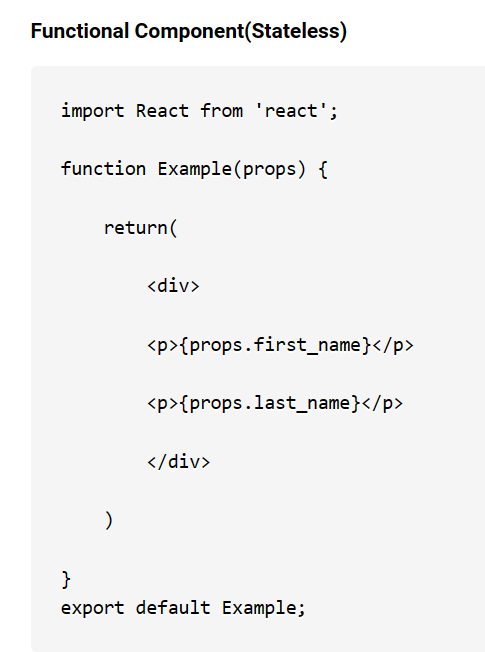 Functional Component(Stateless)
import React from 'react';
function Example(props) {
    return(
        <div>
        <p>{props.first_name}</p>
        <p>{props.last_name}</p>
        </div>
    )
}
export default Example;